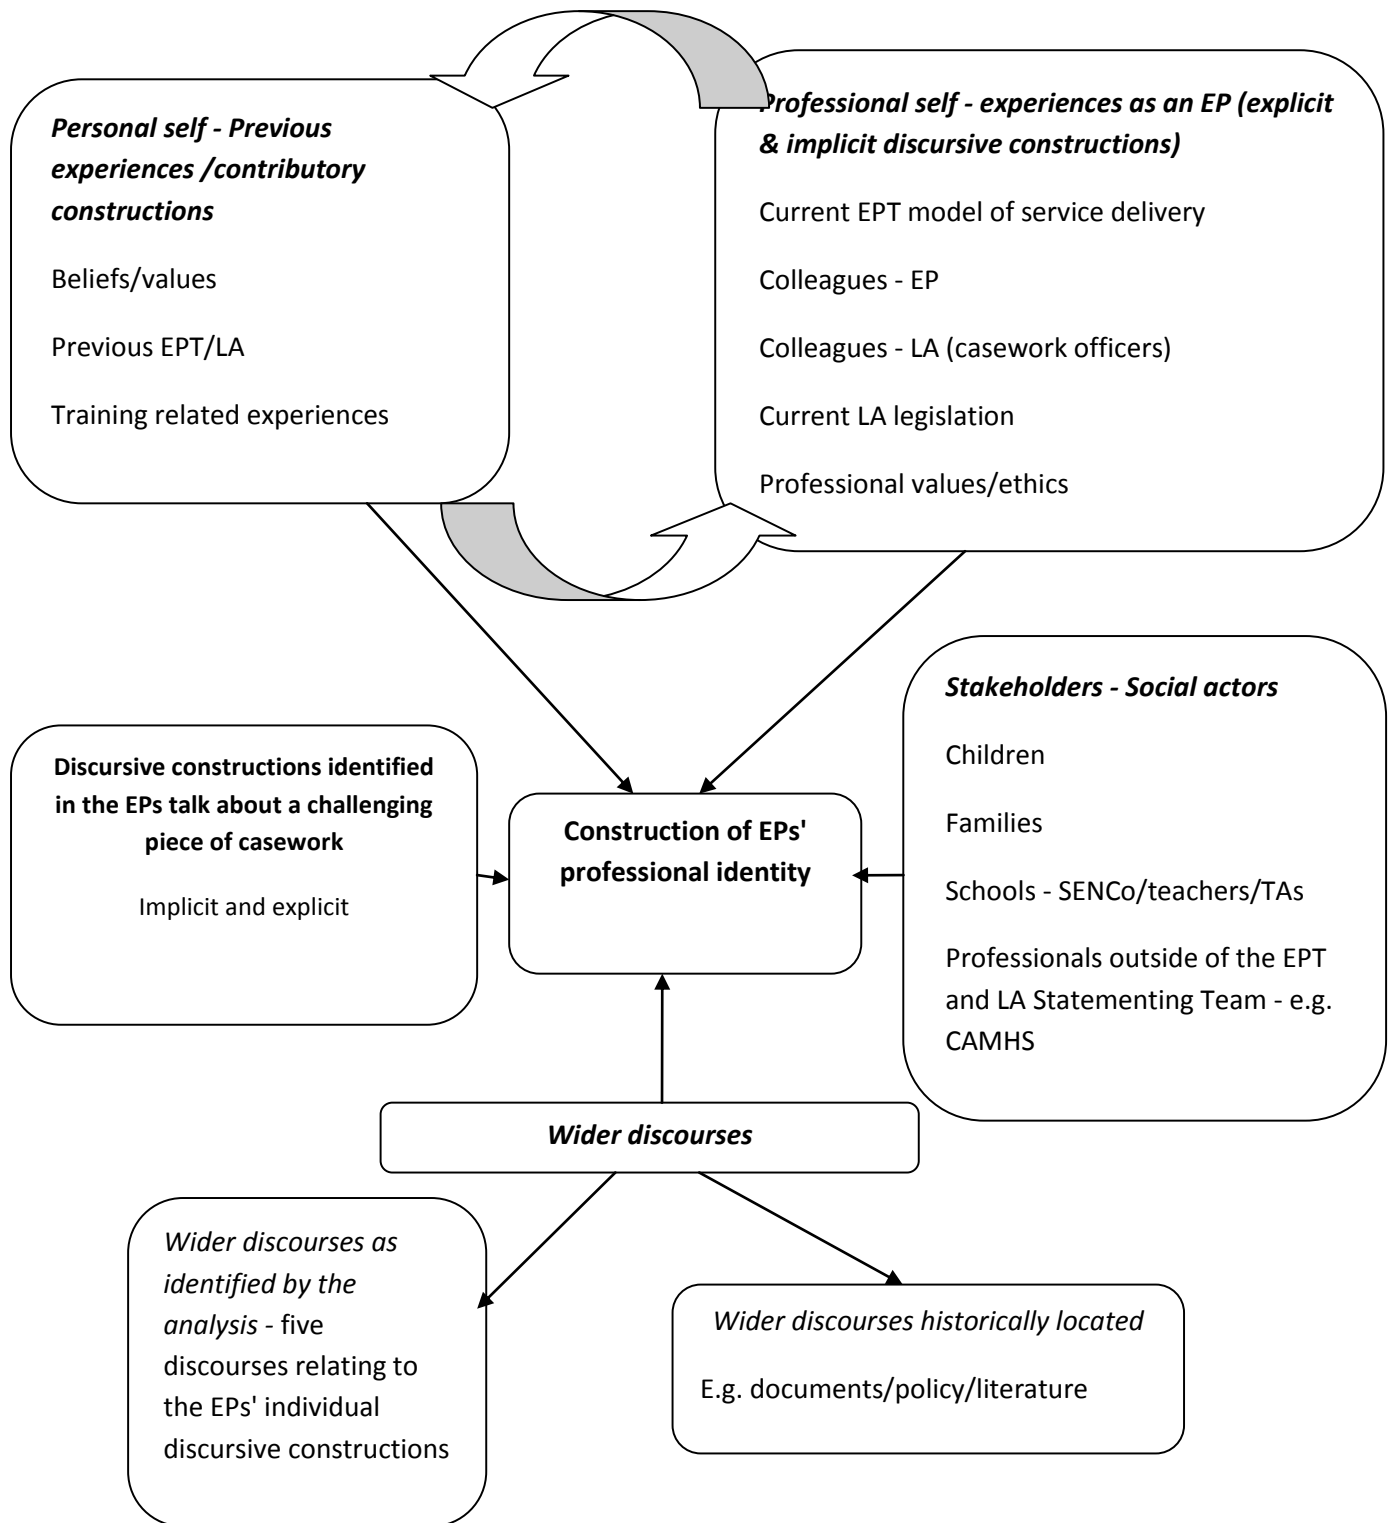 Personal self - Previous
experiences /contributory
constructions
Beliefs/values
Previous EPT/LA
Training related experiences
Professional self - experiences as an EP (explicit
& implicit discursive constructions)
Current EPT model of service delivery
Colleagues - EP
Colleagues - LA (casework officers)
Current LA legislation
Professional values/ethics
Stakeholders - Social actors
Children
Families
Schools - SENCo/teachers/TAs
Professionals outside of the EPT
and LA Statementing Team - e.g.
CAMHS
Discursive constructions identified
in the EPs talk about a challenging
piece of casework
Implicit and explicit
Construction of EPs'
professional identity
Wider discourses
Wider discourses as
identified by the
analysis - five
discourses relating to
the EPs' individual
discursive constructions
Wider discourses historically located
E.g. documents/policy/literature